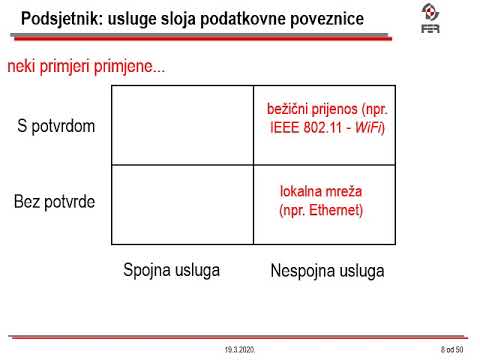 Podsjetnik: usluge sloja podatkovne poveznice
FER
neki primjeri primjene...
S potvrdom
bežični prijenos (npr.
IEEE 802.11 - WiFi)
Bez potvrde
lokalna mreža
(npr. Ethernet)
Spojna usluga
Nespojna usluga
19.3.2020.
8 od 50